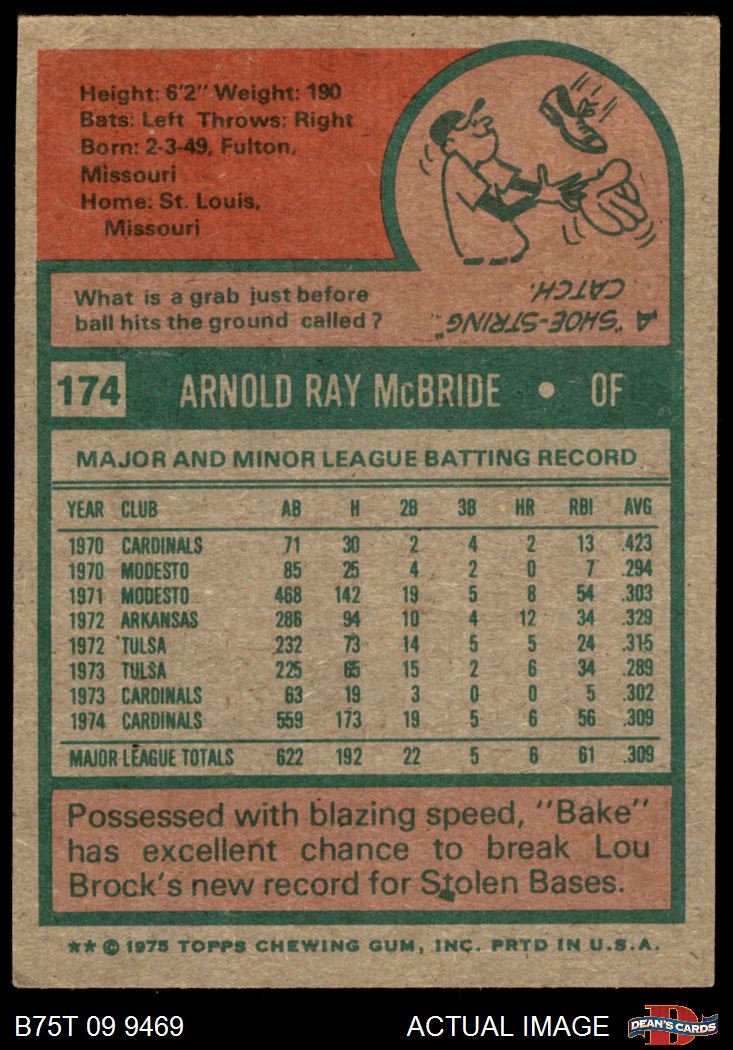 Height: 6'2" Weight: 190
Bats: Left Throws: Right
Born: 2-3-49, Fulton,
Missouri
Home: St. Louis,
Missouri
What is a grab just before
ball hits the ground called?
A "SHOE-STRING"
CATCH.
174 ARNOLD RAY McBRIDE • OF
MAJOR AND MINOR LEAGUE BATTING RECORD
YEAR CLUB AB H 2B 3B HR RBI AVG
1970 CARDINALS 71 30 2 4 2 13 .423
1970 MODESTO 85 25 4 2 0 7 .294
1971 MODESTO 468 142 19 5 8 54 .303
1972 ARKANSAS 286 94 10 4 12 34 .329
1972 TULSA 232 73 14 5 5 24 .315
1973 TULSA 225 65 15 2 6 34 .289
1973 CARDINALS 63 19 3 0 0 5 .302
1974 CARDINALS 559 173 19 5 6 56 .309
MAJOR LEAGUE TOTALS 622 192 22 5 6 61 .309
Possessed with blazing speed, "Bake"
has excellent chance to break Lou
Brock's new record for Stolen Bases.
** © 1975 TOPPS CHEWING GUM, INC. PRTD IN U.S.A.
B75T 09 9469 ACTUAL IMAGE D DEAN'S CARDS